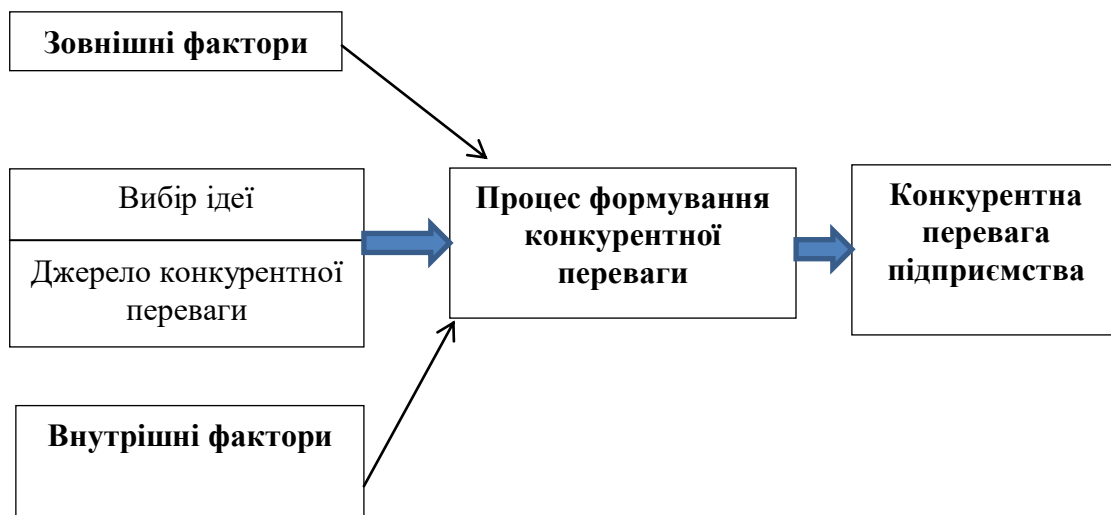 Зовнішні фактори
Вибір ідеї
Джерело конкурентної
переваги
Процес формування
конкурентної
переваги
Конкурентна
перевага
підприємства
Внутрішні фактори